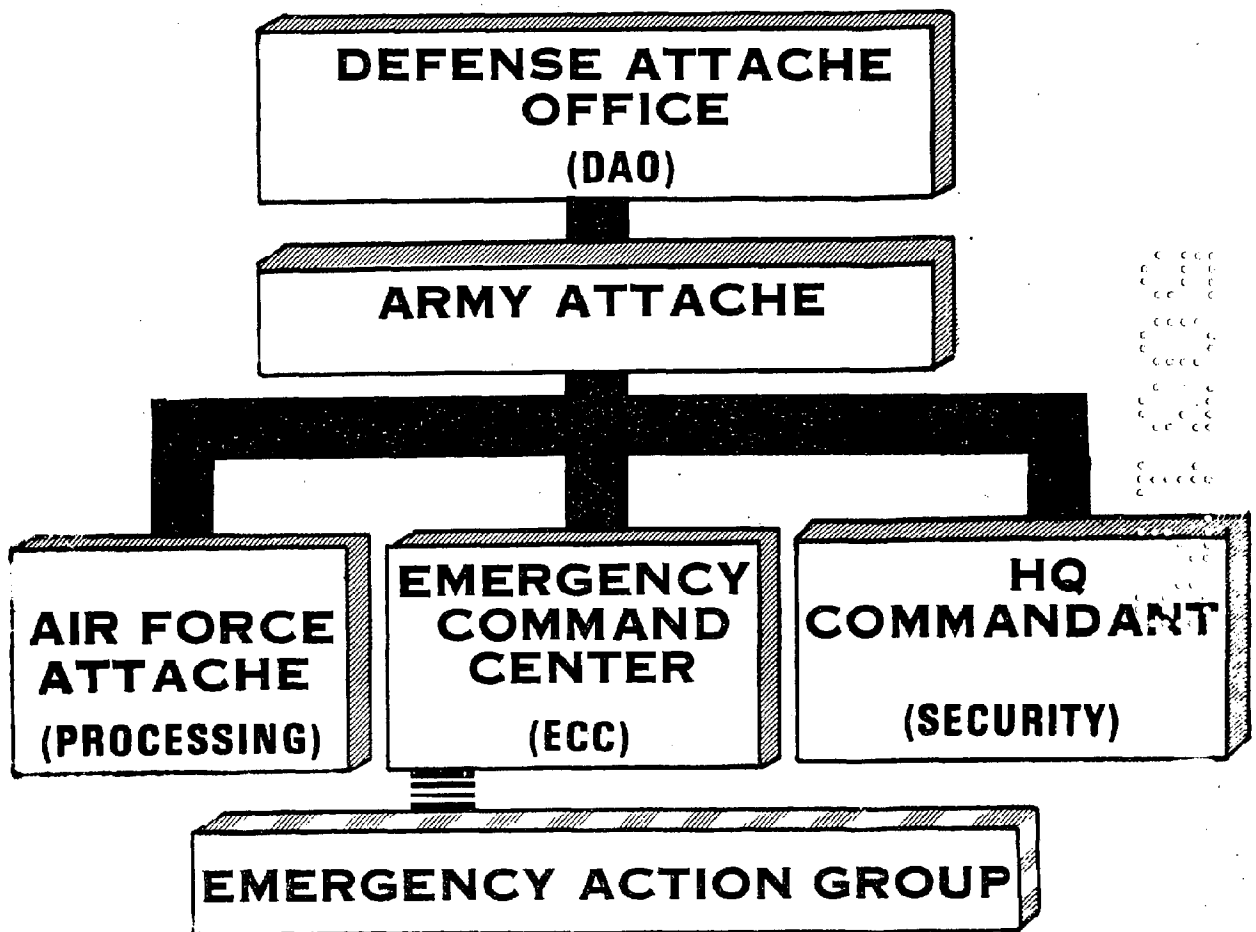 DEFENSE ATTACHE
OFFICE
(DAO)
ARMY ATTACHE
AIR FORCE
ATTACHE
(PROCESSING)
EMERGENCY
COMMAND
CENTER
(ECC)
HQ
COMMANDANT
(SECURITY)
EMERGENCY ACTION GROUP